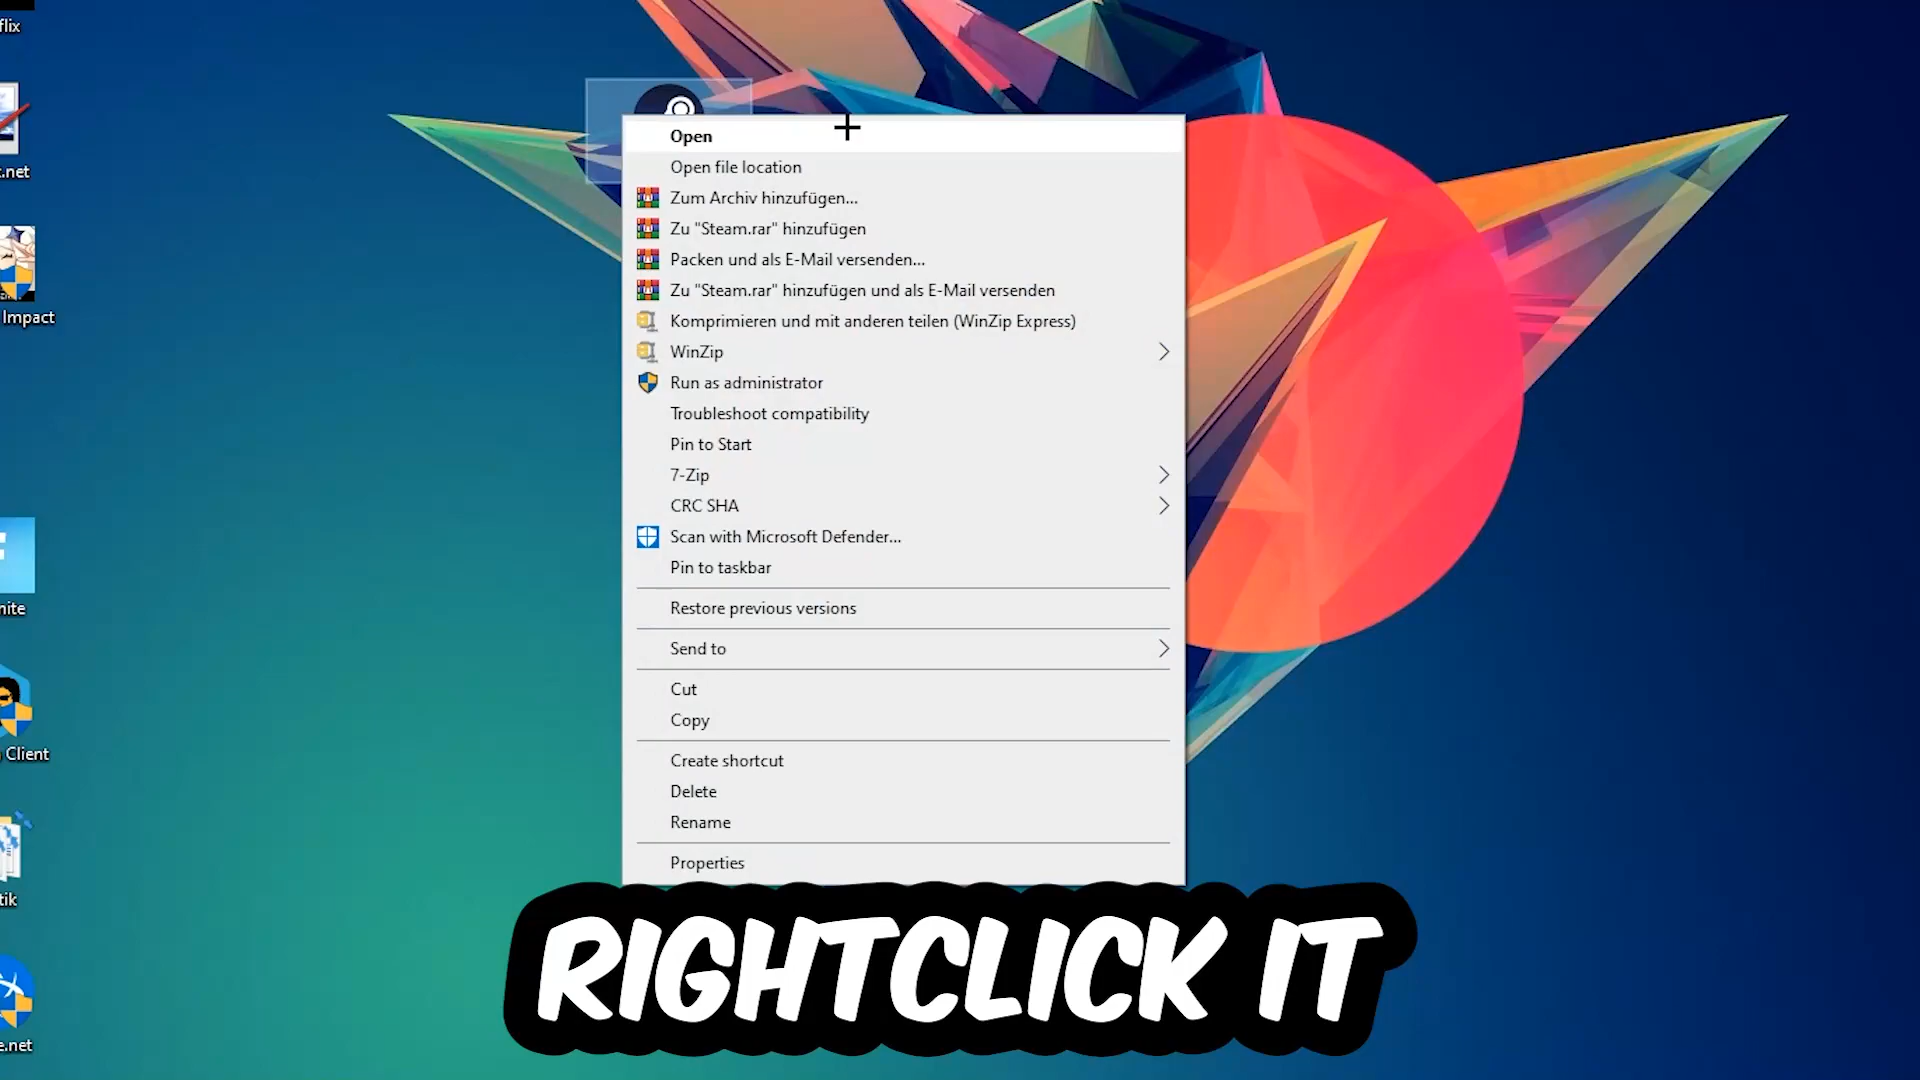 flix
t.net
Impact
nite
Client
tik
e.net
Open
Open file location
Zum Archiv hinzufügen...
Zu "Steam.rar" hinzufügen
Packen und als E-Mail versenden...
Zu "Steam.rar" hinzufügen und als E-Mail versenden
Komprimieren und mit anderen teilen (WinZip Express)
WinZip
Run as administrator
Troubleshoot compatibility
Pin to Start
7-Zip
CRC SHA
Scan with Microsoft Defender...
Pin to taskbar
Restore previous versions
Send to
Cut
Copy
Create shortcut
Delete
Rename
Properties
RIGHTCLICK IT